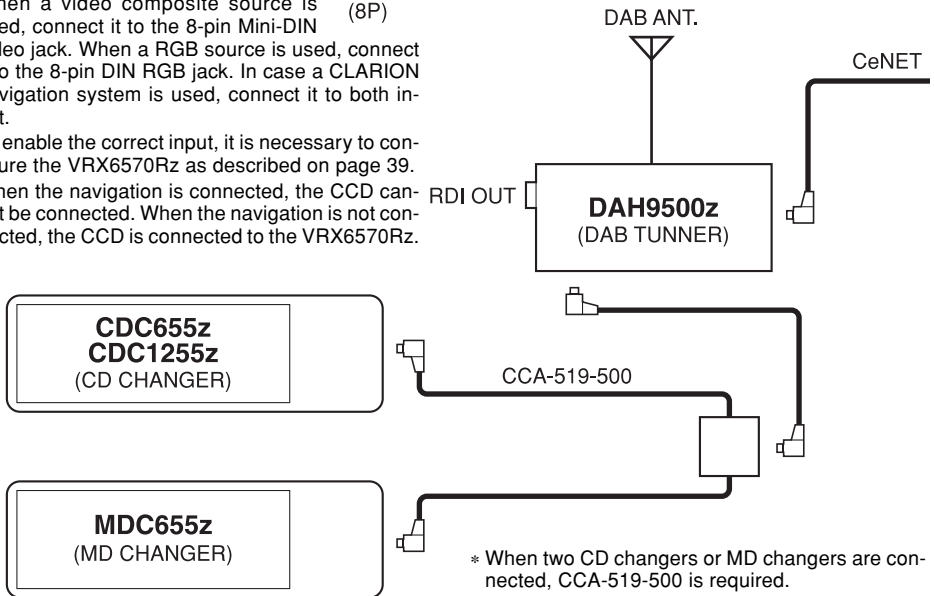 hen a video composite source is
ed, connect it to the 8-pin Mini-DIN
leo jack. When a RGB source is used, connect
o the 8-pin DIN RGB jack. In case a CLARION
vigation system is used, connect it to both in-
t.
enable the correct input, it is necessary to con-
ure the VRX6570Rz as described on page 39.
hen the navigation is connected, the CCD can-
t be connected. When the navigation is not con-
cted, the CCD is connected to the VRX6570Rz.
(8P)
DAB ANT.
CeNET
RDI OUT
DAH9500z
(DAB TUNNER)
CDC655z
CDC1255z
(CD CHANGER)
CCA-519-500
MDC655z
(MD CHANGER)
* When two CD changers or MD changers are con-
nected, CCA-519-500 is required.